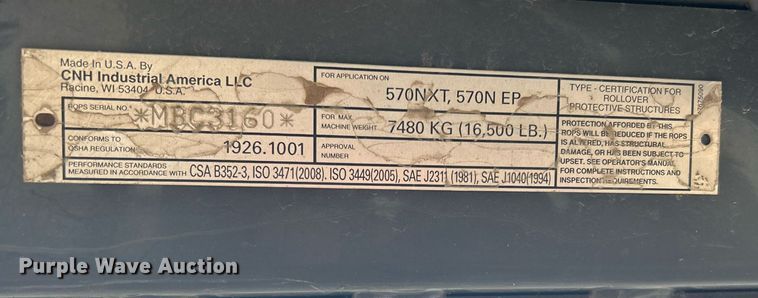 Made In U.S.A. By
CNH Industrial America LLC
Racine, WI 53404 U.S.A.
ROPS SERIAL NO.
*MBC3160*
CONFORMS TO
OSHA REGULATION
1926.1001
PERFORMANCE STANDARDS
MEASURED IN ACCORDANCE WITH CSA B352-3, ISO 3471(2008). ISO 3449(2005), SAE J2311 (1981), SAE J1040(1994)
FOR APPLICATION ON
570NXT, 570N EP
FOR MAX.
MACHINE WEIGHT
7480 KG (16,500 LB.)
APPROVAL
NUMBER
TYPE - CERTIFICATION FOR
ROLLOVER
PROTECTIVE STRUCTURES
PROTECTION AFFORDED BY THIS
ROPS WILL BE REDUCED IF THE ROPS
IS ALTERED, HAS STRUCTURAL
DAMAGE, OR HAS BEEN SUBJECT TO
UPSET. SEE OPERATOR'S MANUAL
FOR COMPLETE INSTRUCTIONS AND
INSPECTION REQUIREMENTS.
Purple Wave Auction